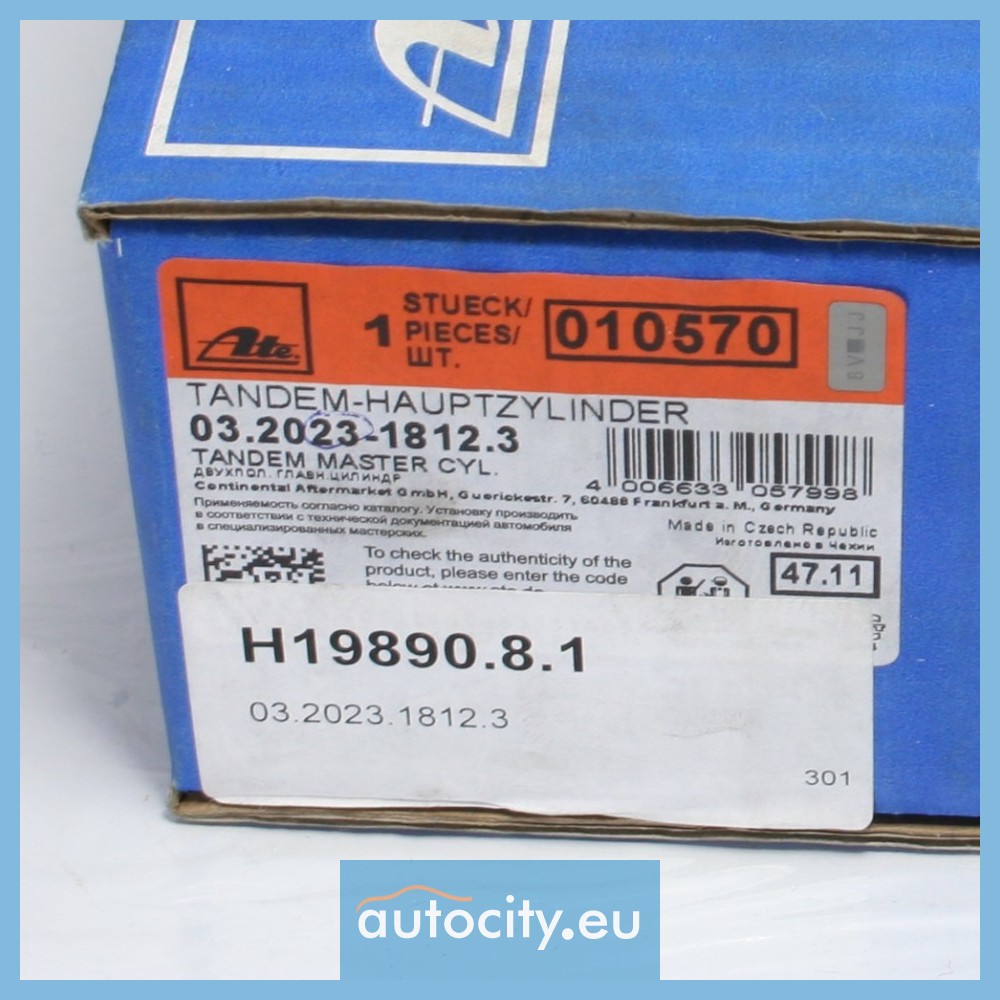 Ate
1 STUECK/
PIECES/
ШТ.
010570
TANDEM-HAUPTZYLINDER
03.2023-1812.3
TANDEM MASTER CYL.
ДВУХПОЛ. ГЛАВН.ЦИЛИНДР
4 006633 057998
Continental Aftermarket GmbH, Guerickestr. 7, 60488 Frankfurt a. M., Germany
Применяемость согласно каталогу. Установку производить
в соответствии с технической документацией автомобиля
в специализированных мастерских.
Made in Czech Republic
Изготовлено в Чехии
To check the authenticity of the
product, please enter the code
47.11
H19890.8.1
03.2023.1812.3
301
autocity.eu